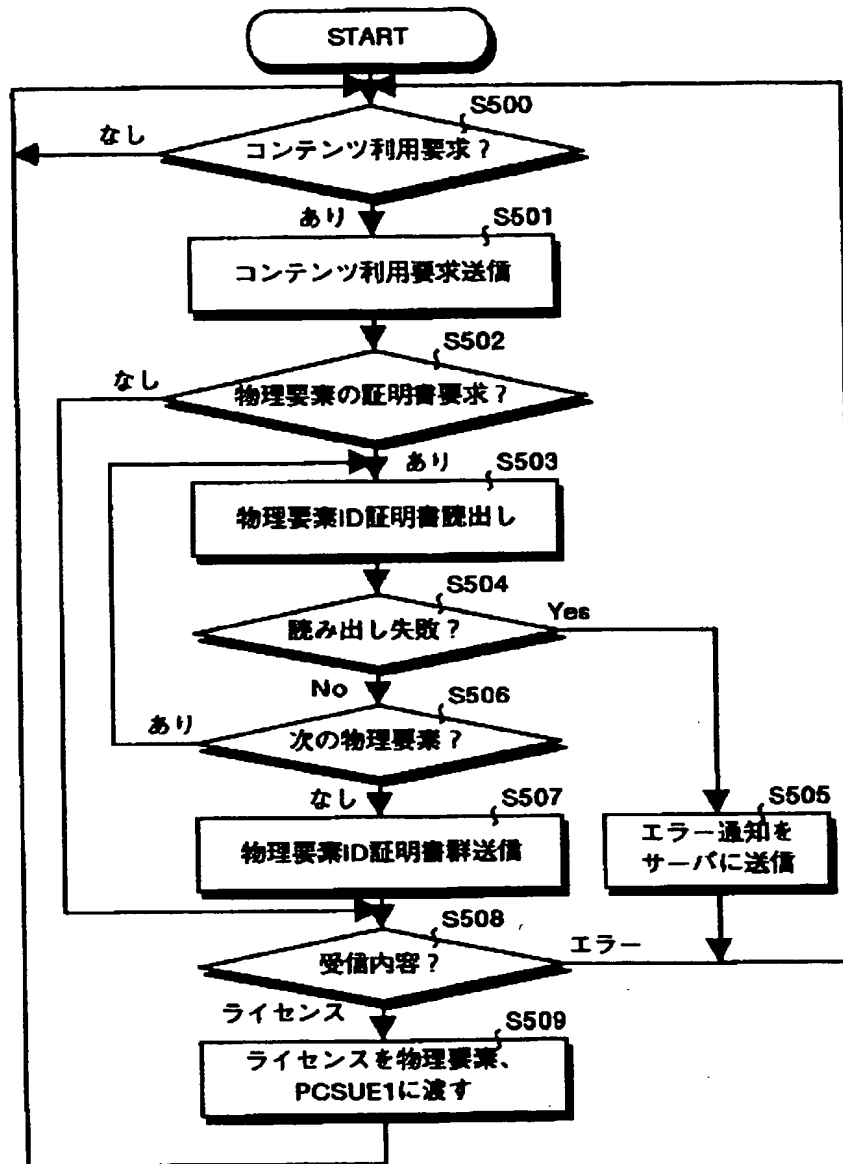 START
S500
なし
コンテンツ利用要求？
あり
S501
コンテンツ利用要求送信
S502
なし
物理要素の証明書要求？
あり
S503
物理要素ID証明書読出し
S504
読み出し失敗？
Yes
No
S506
あり
次の物理要素？
なし
S507
物理要素ID証明書群送信
S505
エラー通知を
サーバに送信
S508
受信内容？
エラー
ライセンス
S509
ライセンスを物理要素、
PCSUE1に渡す